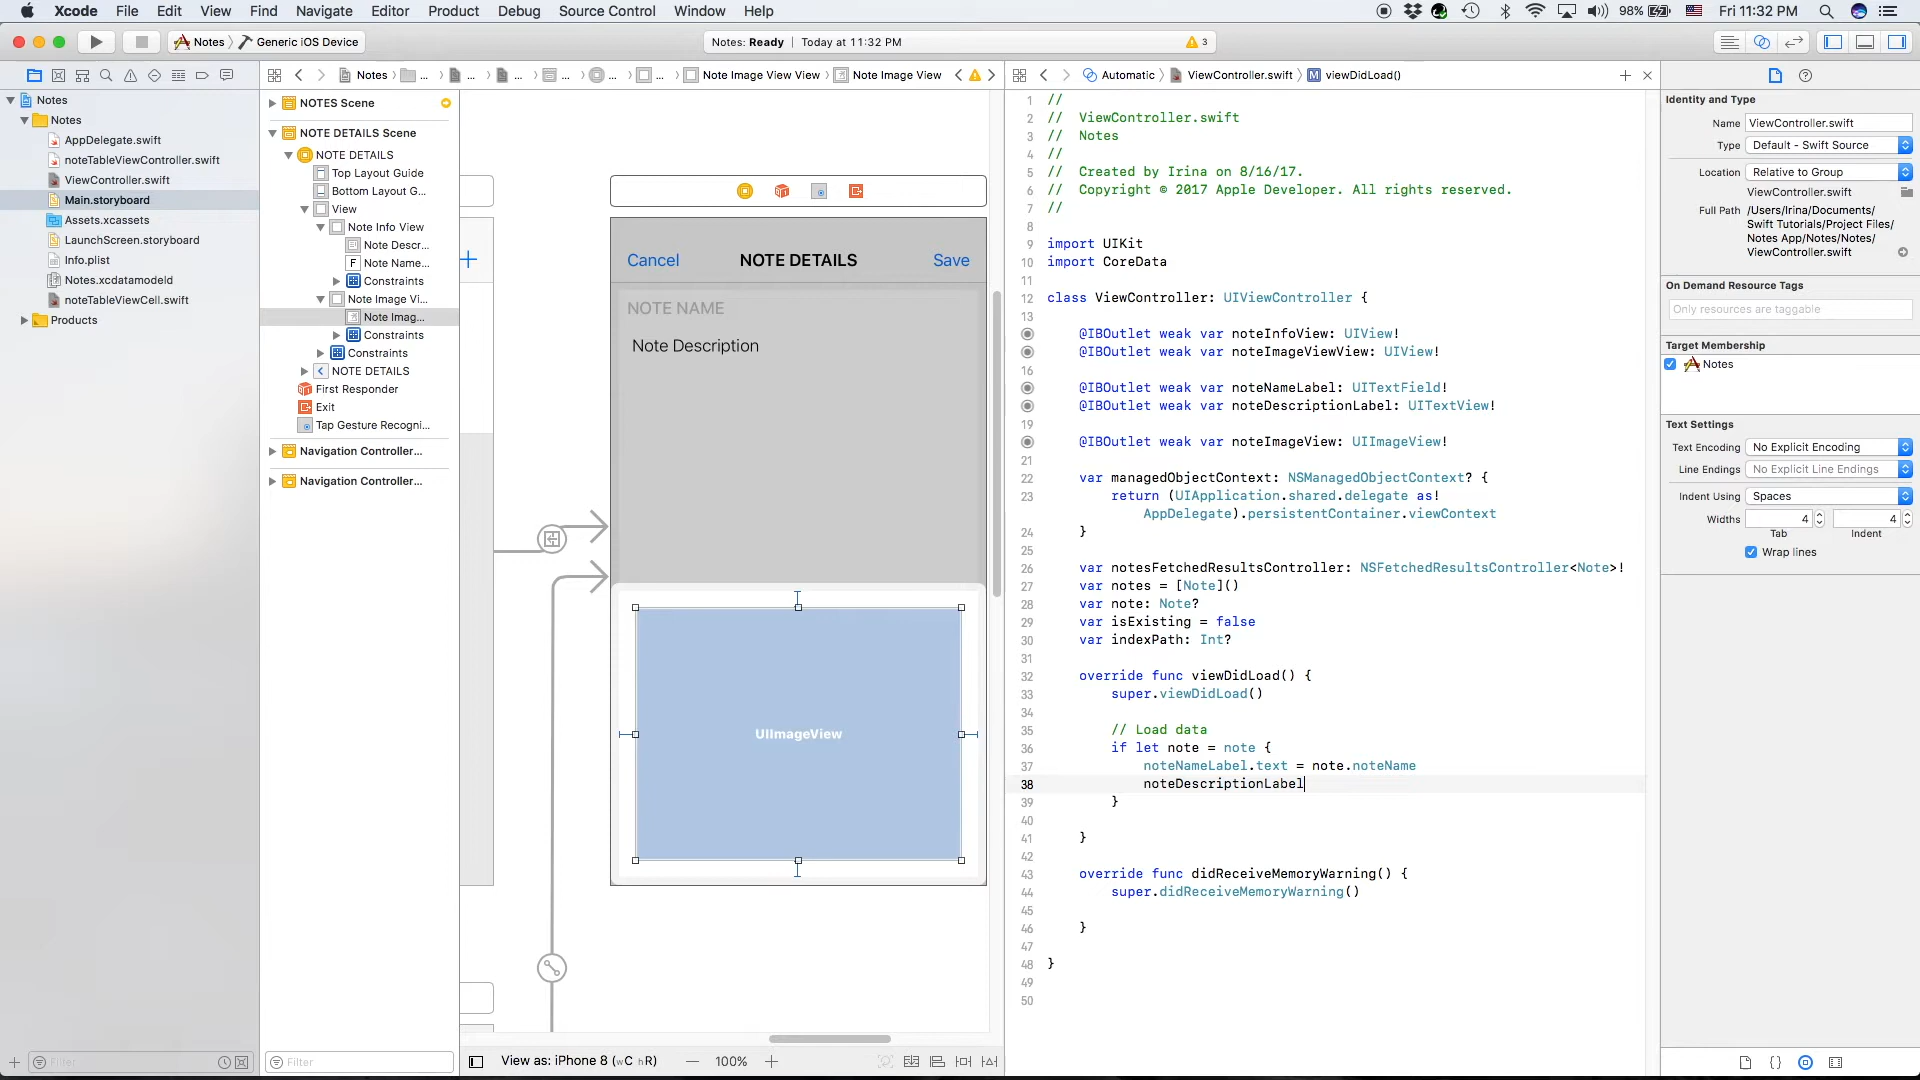 Xcode File Edit View Find Navigate Editor Product Debug Source Control Window Help
98% Fri 11:32 PM
Notes Generic iOS Device
Notes: Ready | Today at 11:32 PM
3
Notes ... ... ... ... ... Note Image View View Note Image View
Automatic ViewController.swift M viewDidLoad()
Notes
Notes
AppDelegate.swift
noteTableViewController.swift
ViewController.swift
Main.storyboard
Assets.xcassets
LaunchScreen.storyboard
Info.plist
Notes.xcdatamodeld
noteTableViewCell.swift
Products
Filter
NOTES Scene
NOTE DETAILS Scene
NOTE DETAILS
Top Layout Guide
Bottom Layout G...
View
Note Info View
Note Descr...
F Note Name...
Constraints
Note Image Vi...
Note Imag...
Constraints
Constraints
NOTE DETAILS
First Responder
Exit
Tap Gesture Recogni...
Navigation Controller...
Navigation Controller...
Filter
Cancel NOTE DETAILS Save
NOTE NAME
Note Description
UIImageView
View as: iPhone 8 (wC hR) — 100% +
1 //
2 //  ViewController.swift
3 //  Notes
4 //
5 //  Created by Irina on 8/16/17.
6 //  Copyright © 2017 Apple Developer. All rights reserved.
7 //
8
9 import UIKit
10 import CoreData
11
12 class ViewController: UIViewController {
13
@IBOutlet weak var noteInfoView: UIView!
@IBOutlet weak var noteImageViewView: UIView!
16
@IBOutlet weak var noteNameLabel: UITextField!
@IBOutlet weak var noteDescriptionLabel: UITextView!
19
@IBOutlet weak var noteImageView: UIImageView!
21
22 var managedObjectContext: NSManagedObjectContext? {
23 return (UIApplication.shared.delegate as!
AppDelegate).persistentContainer.viewContext
24 }
25
26 var notesFetchedResultsController: NSFetchedResultsController<Note>!
27 var notes = [Note]()
28 var note: Note?
29 var isExisting = false
30 var indexPath: Int?
31
32 override func viewDidLoad() {
33 super.viewDidLoad()
34
35 // Load data
36 if let note = note {
37 noteNameLabel.text = note.noteName
38 noteDescriptionLabel
39 }
40
41 }
42
43 override func didReceiveMemoryWarning() {
44 super.didReceiveMemoryWarning()
45
46 }
47
48 }
49
50
Identity and Type
Name ViewController.swift
Type Default - Swift Source
Location Relative to Group
ViewController.swift
Full Path /Users/Irina/Documents/
Swift Tutorials/Project Files/
Notes App/Notes/Notes/
ViewController.swift
On Demand Resource Tags
Only resources are taggable
Target Membership
Notes
Text Settings
Text Encoding No Explicit Encoding
Line Endings No Explicit Line Endings
Indent Using Spaces
Widths 4 4
Tab Indent
Wrap lines